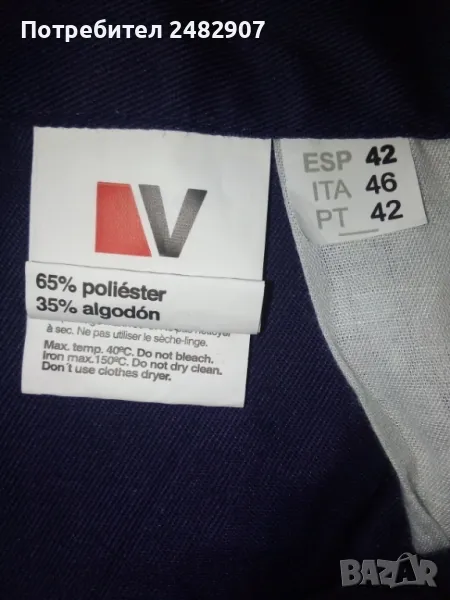 Потребител 2482907
V
65% poliéster
35% algodón
à sec. Ne pas utiliser le sèche-linge.
Max. temp. 40ºC. Do not bleach.
Iron max.150ºC. Do not dry clean.
Don´t use clothes dryer.
ESP 42
ITA 46
PT 42
BAZAR